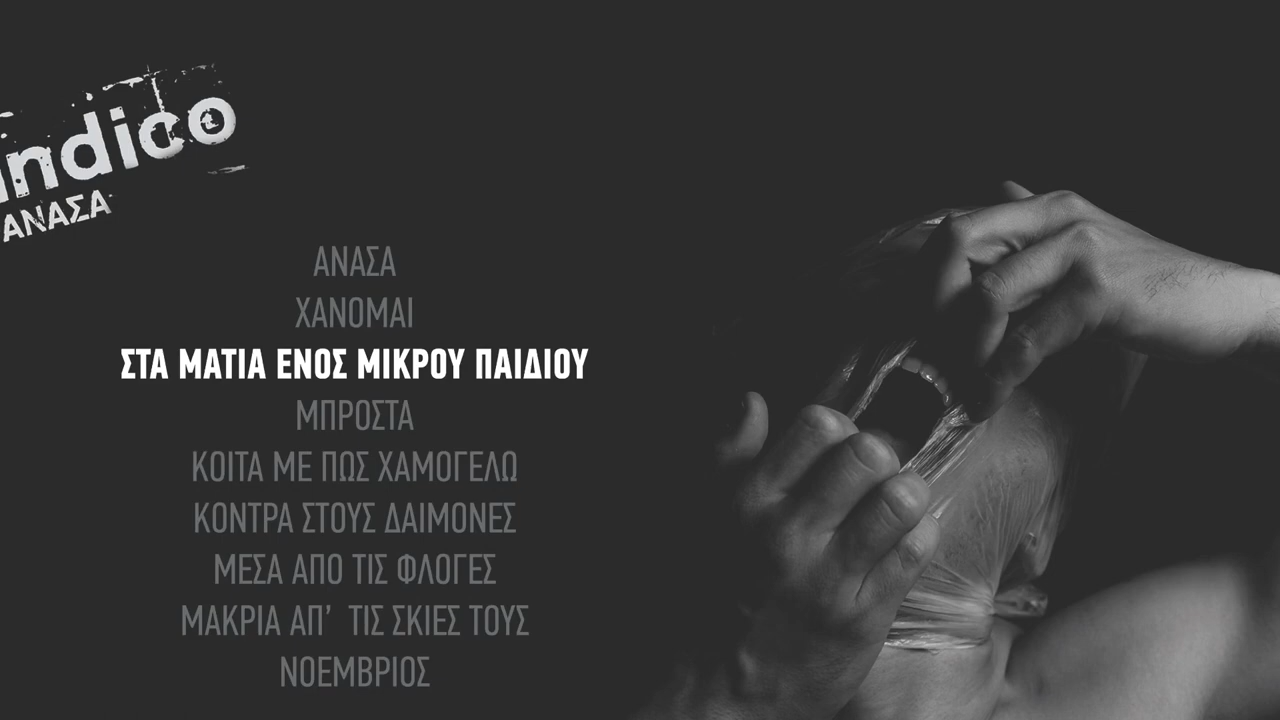 indico
ΑΝΑΣΑ
ΑΝΑΣΑ
ΧΑΝΟΜΑΙ
ΣΤΑ ΜΑΤΙΑ ΕΝΟΣ ΜΙΚΡΟΥ ΠΑΙΔΙΟΥ
ΜΠΡΟΣΤΑ
ΚΟΙΤΑ ΜΕ ΠΩΣ ΧΑΜΟΓΕΛΩ
ΚΟΝΤΡΑ ΣΤΟΥΣ ΔΑΙΜΟΝΕΣ
ΜΕΣΑ ΑΠΟ ΤΙΣ ΦΛΟΓΕΣ
ΜΑΚΡΙΑ ΑΠ’ ΤΙΣ ΣΚΙΕΣ ΤΟΥΣ
ΝΟΕΜΒΡΙΟΣ